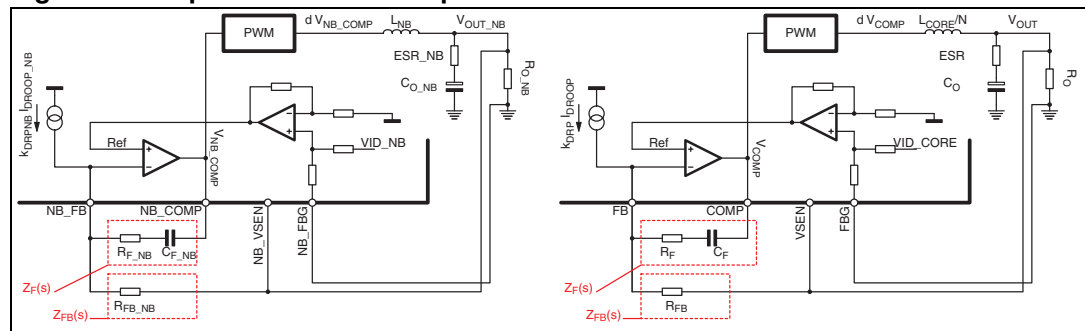 PWM
d V_NB_COMP
L_NB
V_OUT_NB
ESR_NB
C_O_NB
R_O_NB
k_DRPNB I_DROOP_NB
Ref
V_NB_COMP
VID_NB
NB_FB
NB_COMP
NB_VSEN
NB_FBG
R_F_NB
C_F_NB
Z_F(s)
R_FB_NB
Z_FB(s)
PWM
d V_COMP
L_CORE/N
V_OUT
ESR
C_O
R_O
k_DRP I_DROOP
Ref
V_COMP
VID_CORE
FB
COMP
VSEN
FBG
R_F
C_F
Z_F(s)
R_FB
Z_FB(s)